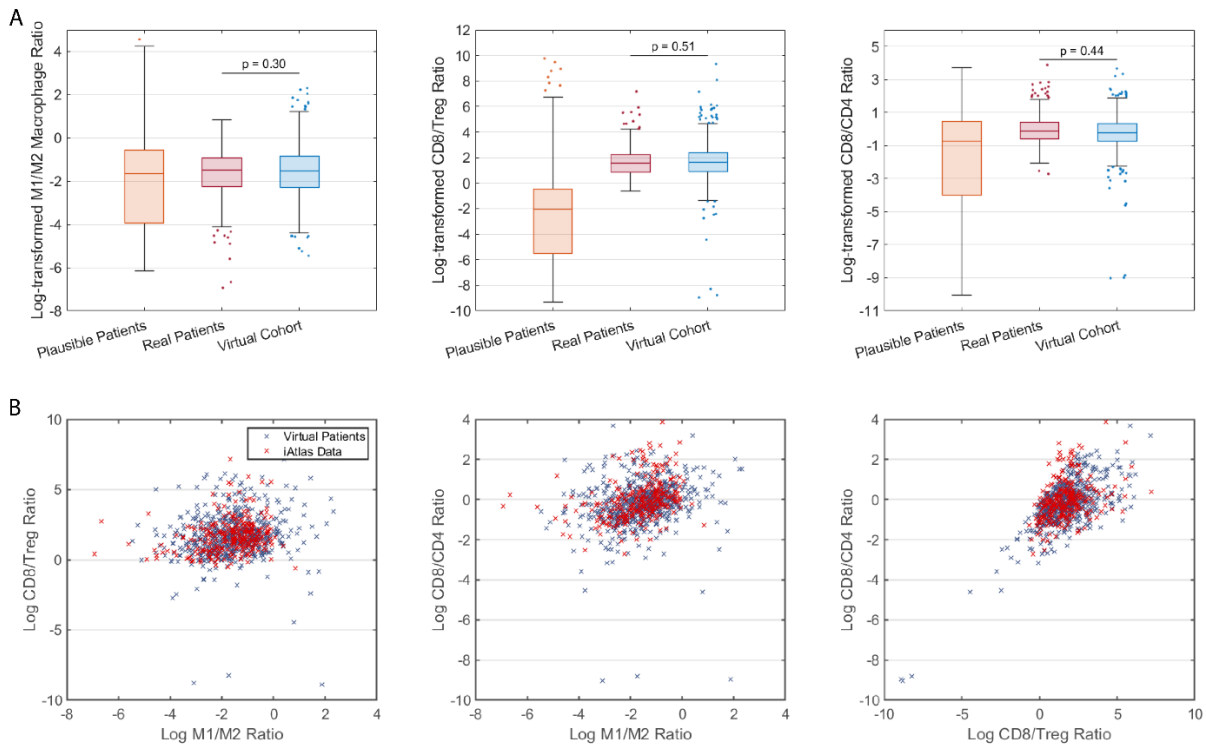 A
Log-transformed M1/M2 Macrophage Ratio
4
2
0
-2
-4
-6
-8
p = 0.30
Plausible Patients
Real Patients
Virtual Cohort
Log-transformed CD8/Treg Ratio
12
10
8
6
4
2
0
-2
-4
-6
-8
-10
p = 0.51
Plausible Patients
Real Patients
Virtual Cohort
Log-transformed CD8/CD4 Ratio
5
3
1
-1
-3
-5
-7
-9
-11
p = 0.44
Plausible Patients
Real Patients
Virtual Cohort
B
Log CD8/Treg Ratio
10
5
0
-5
-10
Virtual Patients
iAtlas Data
-8
-6
-4
-2
0
2
4
Log M1/M2 Ratio
Log CD8/CD4 Ratio
4
2
0
-2
-4
-6
-8
-10
-8
-6
-4
-2
0
2
4
Log M1/M2 Ratio
Log CD8/CD4 Ratio
4
2
0
-2
-4
-6
-8
-10
-10
-5
0
5
10
Log CD8/Treg Ratio